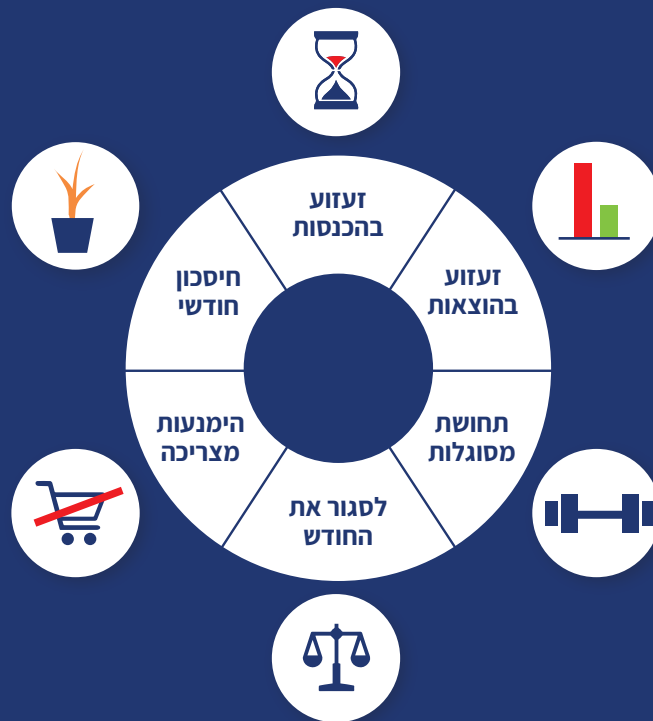 זעזוע
בהכנסות
זעזוע
בהוצאות
תחושת
מסוגלות
לסגור את
החודש
הימנעות
מצריכה
חיסכון
חודשי